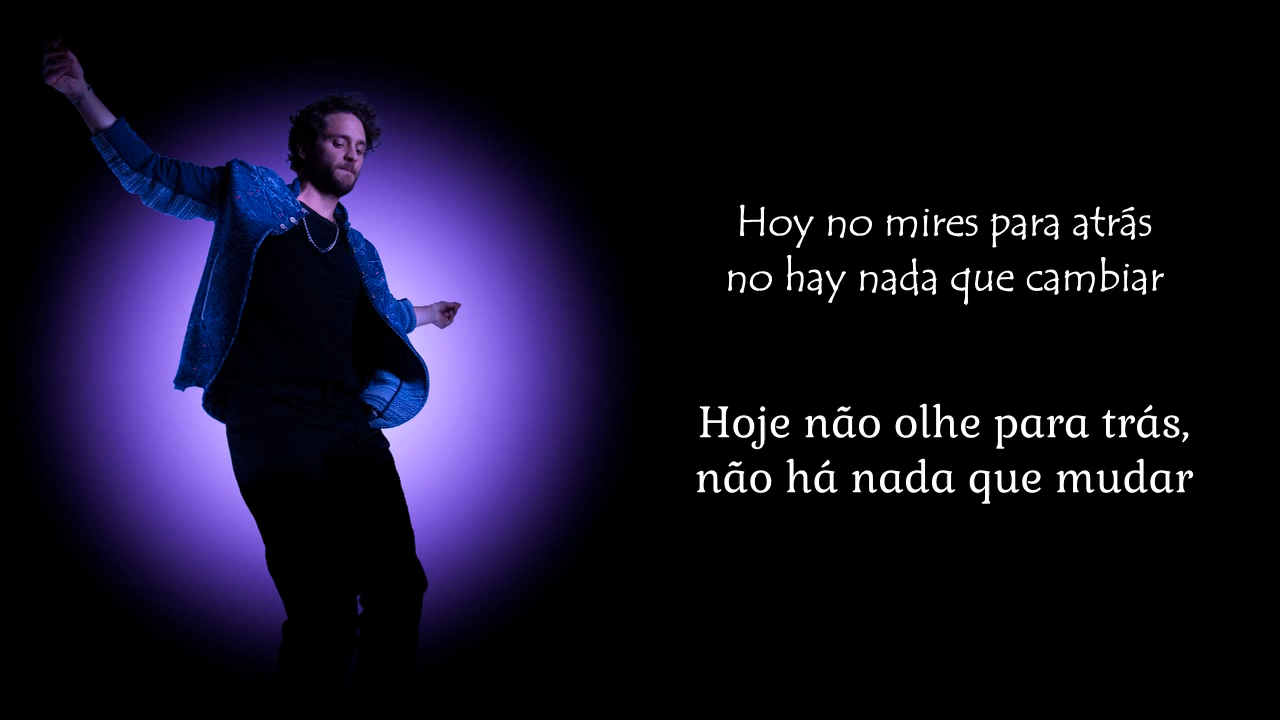 Hoy no mires para atrás
no hay nada que cambiar
Hoje não olhe para trás,
não há nada que mudar